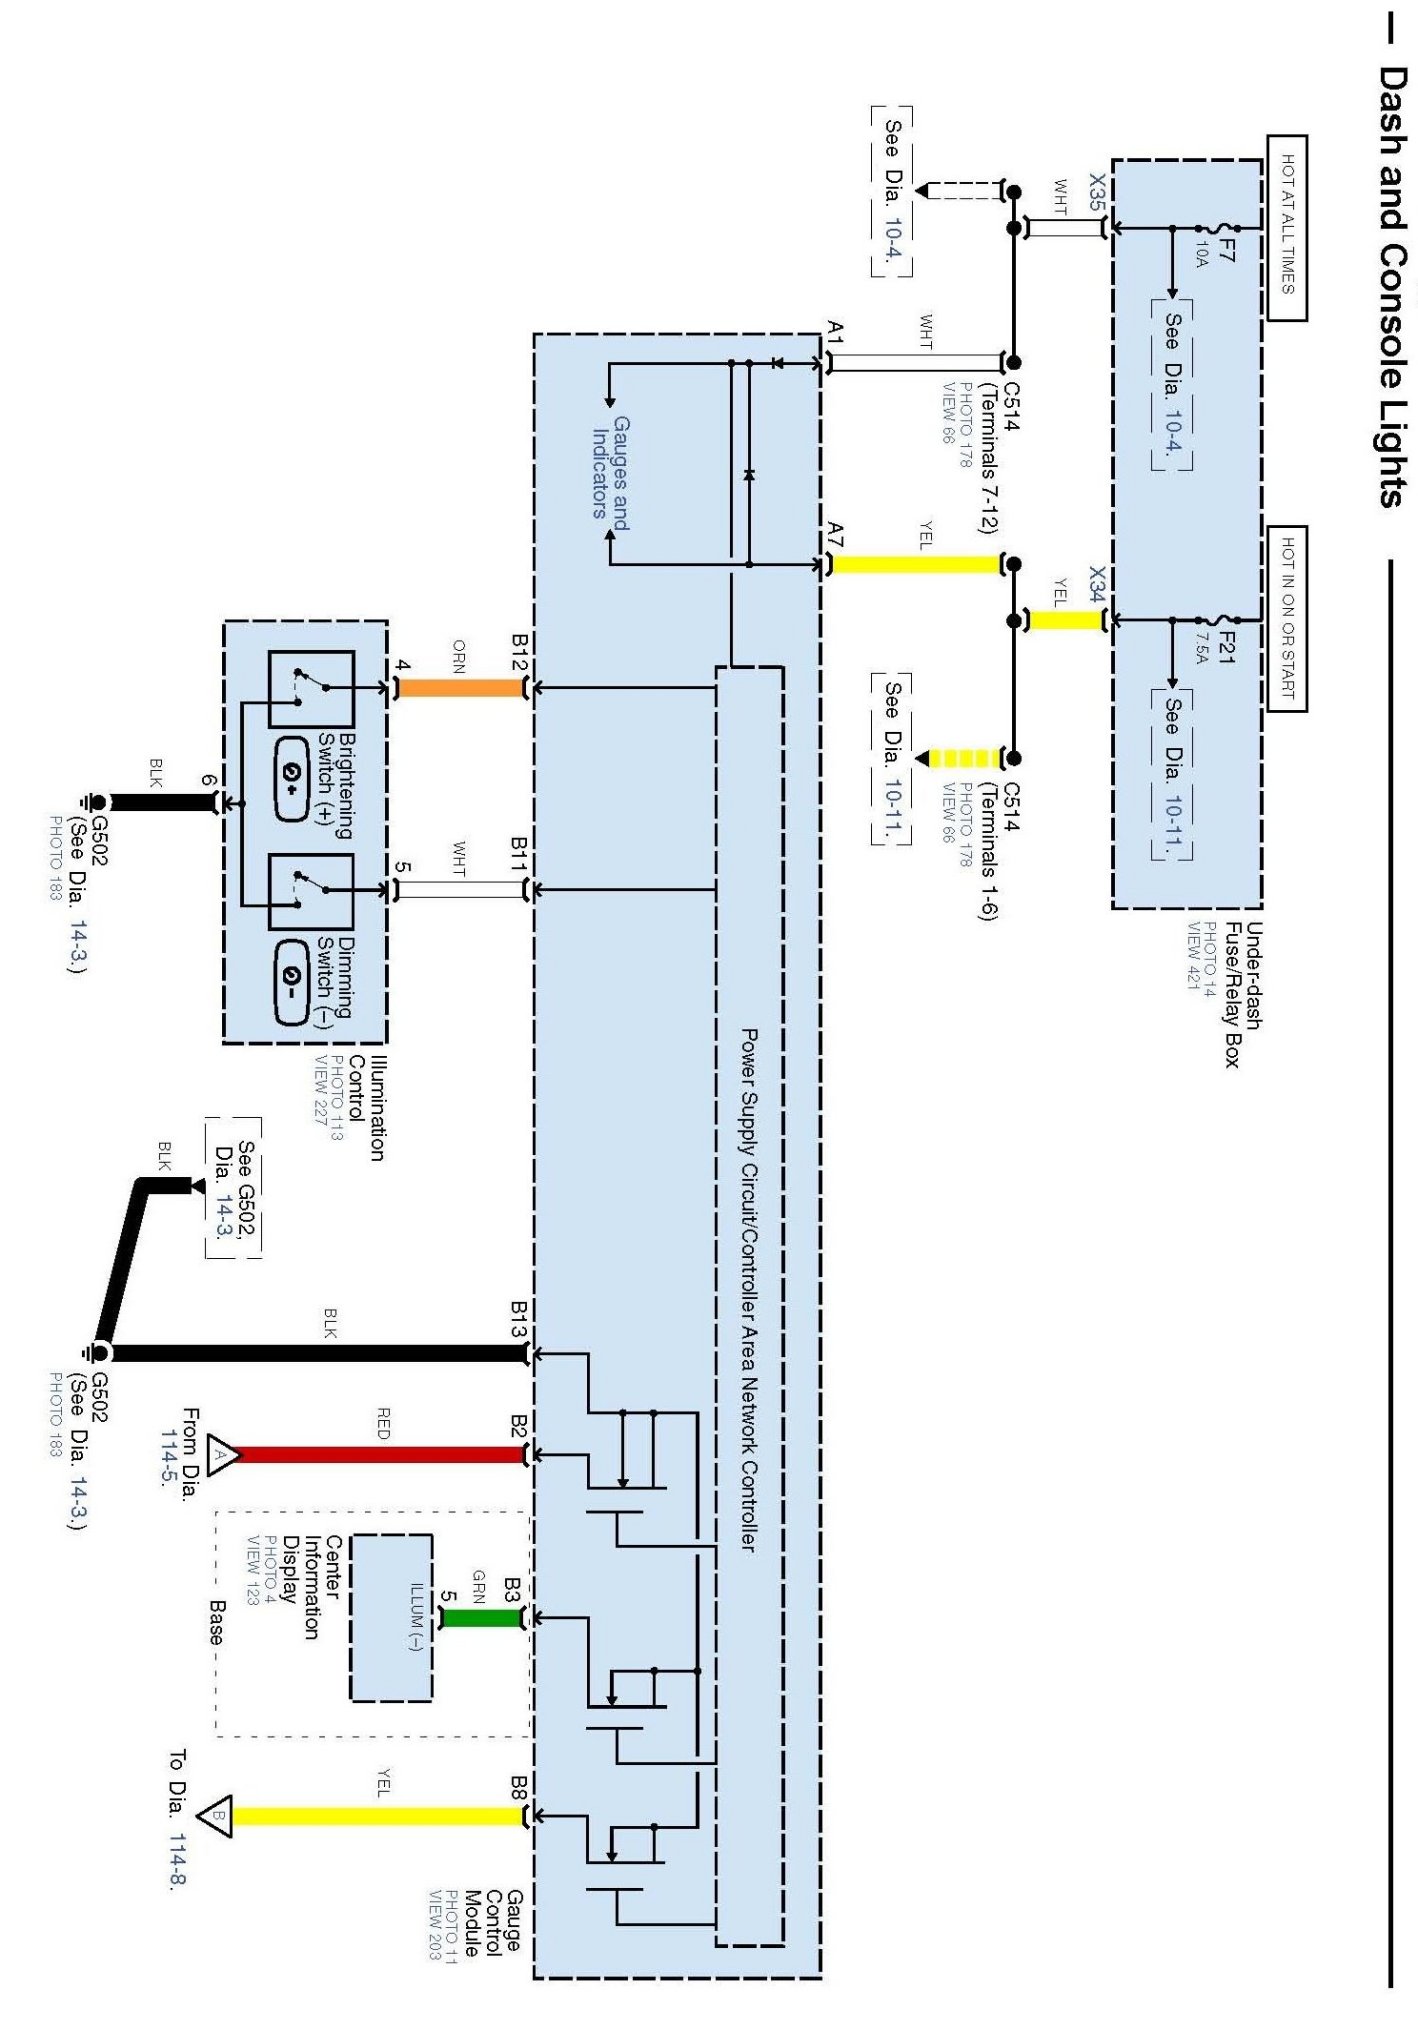 Dash and Console Lights
HOT AT ALL TIMES
HOT IN ON OR START
F7
10A
See Dia. 10-4.
F21
7.5A
See Dia. 10-11.
Under-dash
Fuse/Relay Box
PHOTO 14
VIEW 421
X35
WHT
X34
YEL
C514
(Terminals 7-12)
PHOTO 178
VIEW 66
C514
(Terminals 1-6)
PHOTO 178
VIEW 66
See Dia. 10-4.
WHT
YEL
See Dia. 10-11.
A1
A7
Power Supply Circuit/Controller Area Network Controller
Gauges and
Indicators
B12
B11
B13
B2
B3
B8
Gauge
Control
Module
PHOTO 11
VIEW 203
ORN
WHT
GRN
4
5
5
ILLUM (–)
RED
YEL
Brightening
Switch (+)
Dimming
Switch (–)
+
–
Illumination
Control
PHOTO 113
VIEW 227
BLK
Center
Information
Display
PHOTO 4
VIEW 123
Base
See G502,
Dia. 14-3.
6
A
B
From Dia.
114-5.
To Dia. 114-8.
BLK
BLK
G502
(See Dia. 14-3.)
PHOTO 183
G502
(See Dia. 14-3.)
PHOTO 183